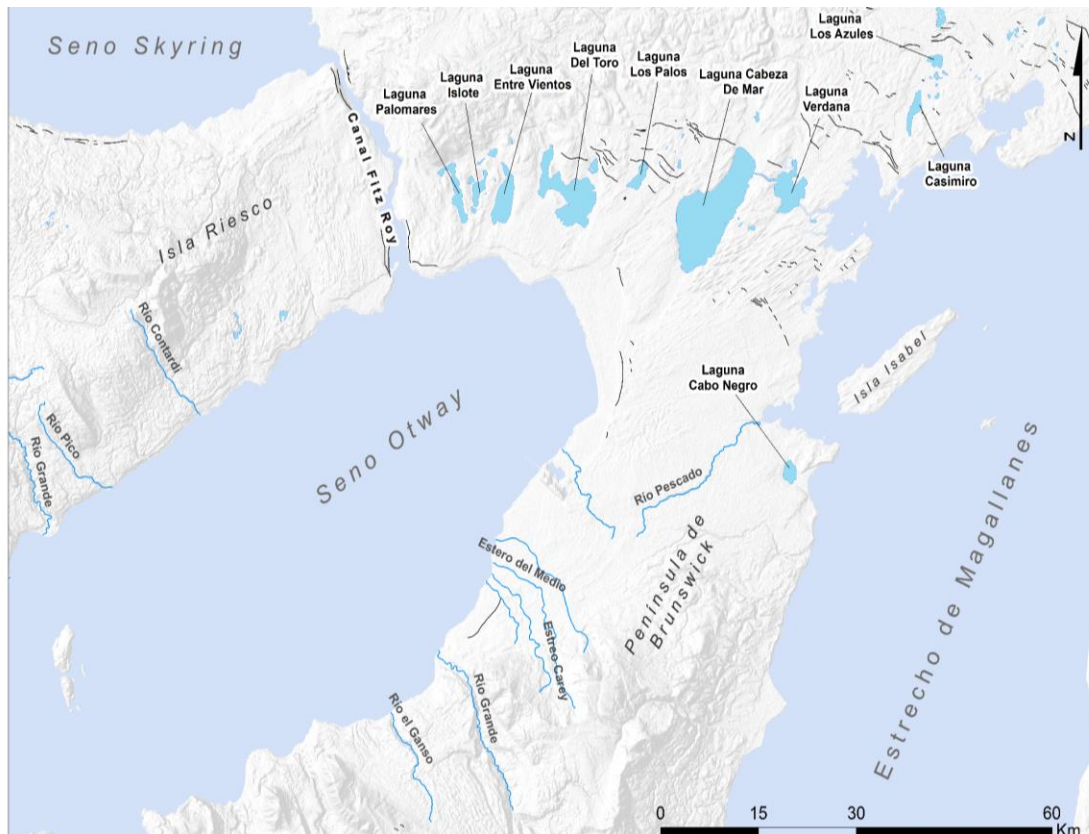 Seno Skyring
Laguna
Los Azules
Laguna
Del Toro
Laguna
Los Palos
Laguna
Islote
Laguna
Entre Vientos
Laguna Cabeza
De Mar
Laguna
Verdana
Laguna
Palomares
N
Canal Fitz Roy
Laguna
Casimiro
Isla Riesco
Río Contardi
Laguna
Cabo Negro
Isla Isabel
Río Pico
Río Grande
Seno Otway
Río Pescado
Península de
Brunswick
Estrecho de Magallanes
Estero del Medio
Estreo Carey
Río Grande
Río el Ganso
0 15 30 60
Km